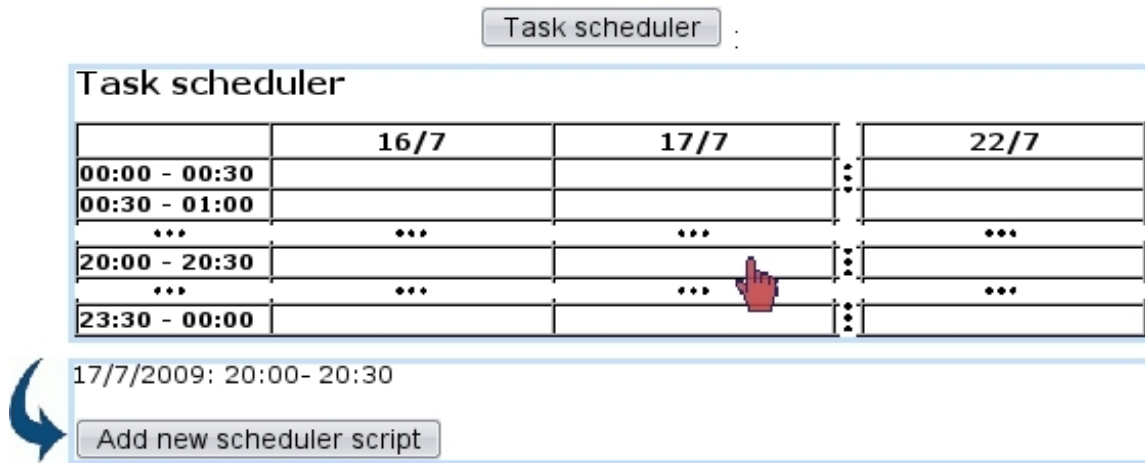 Task scheduler :
Task scheduler
16/7 17/7 22/7
00:00 - 00:30
00:30 - 01:00
... ... ... ...
20:00 - 20:30
... ... ... ...
23:30 - 00:00
17/7/2009: 20:00- 20:30
Add new scheduler script